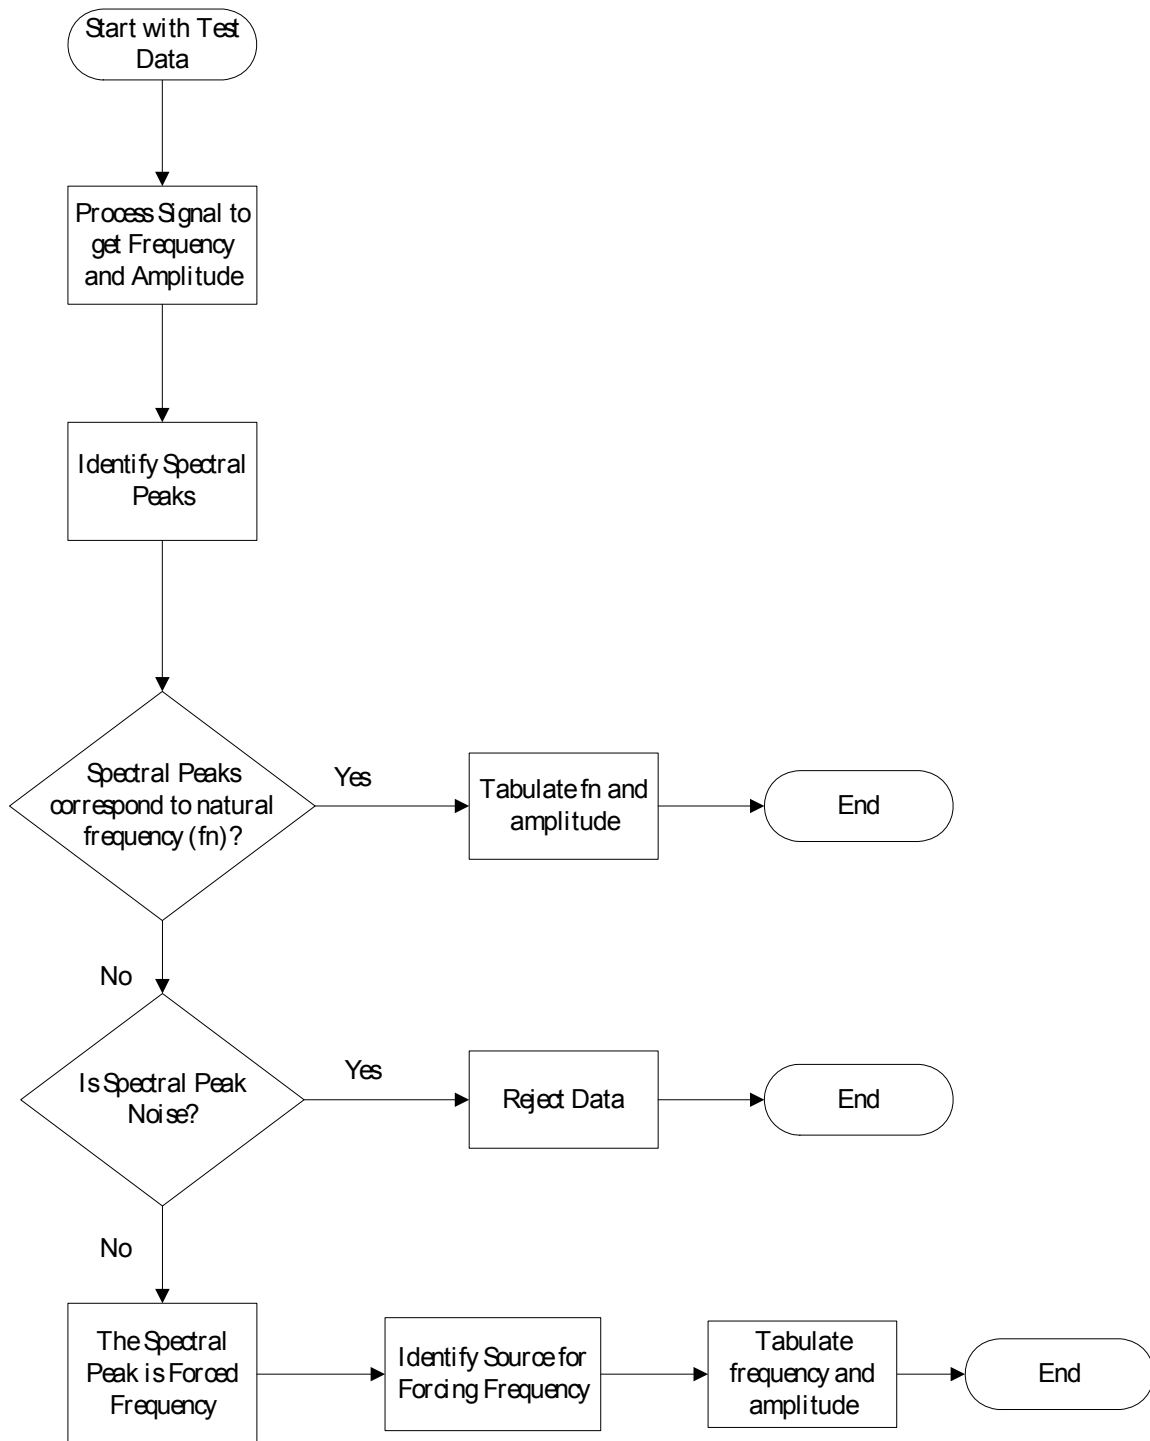 Start with Test
Data
Process Signal to
get Frequency
and Amplitude
Identify Spectral
Peaks
Spectral Peaks
correspond to natural
frequency (fn)?
Yes
Tabulate fn and
amplitude
End
No
Is Spectral Peak
Noise?
Yes
Reject Data
End
No
The Spectral
Peak is Forced
Frequency
Identify Source for
Forcing Frequency
Tabulate
frequency and
amplitude
End